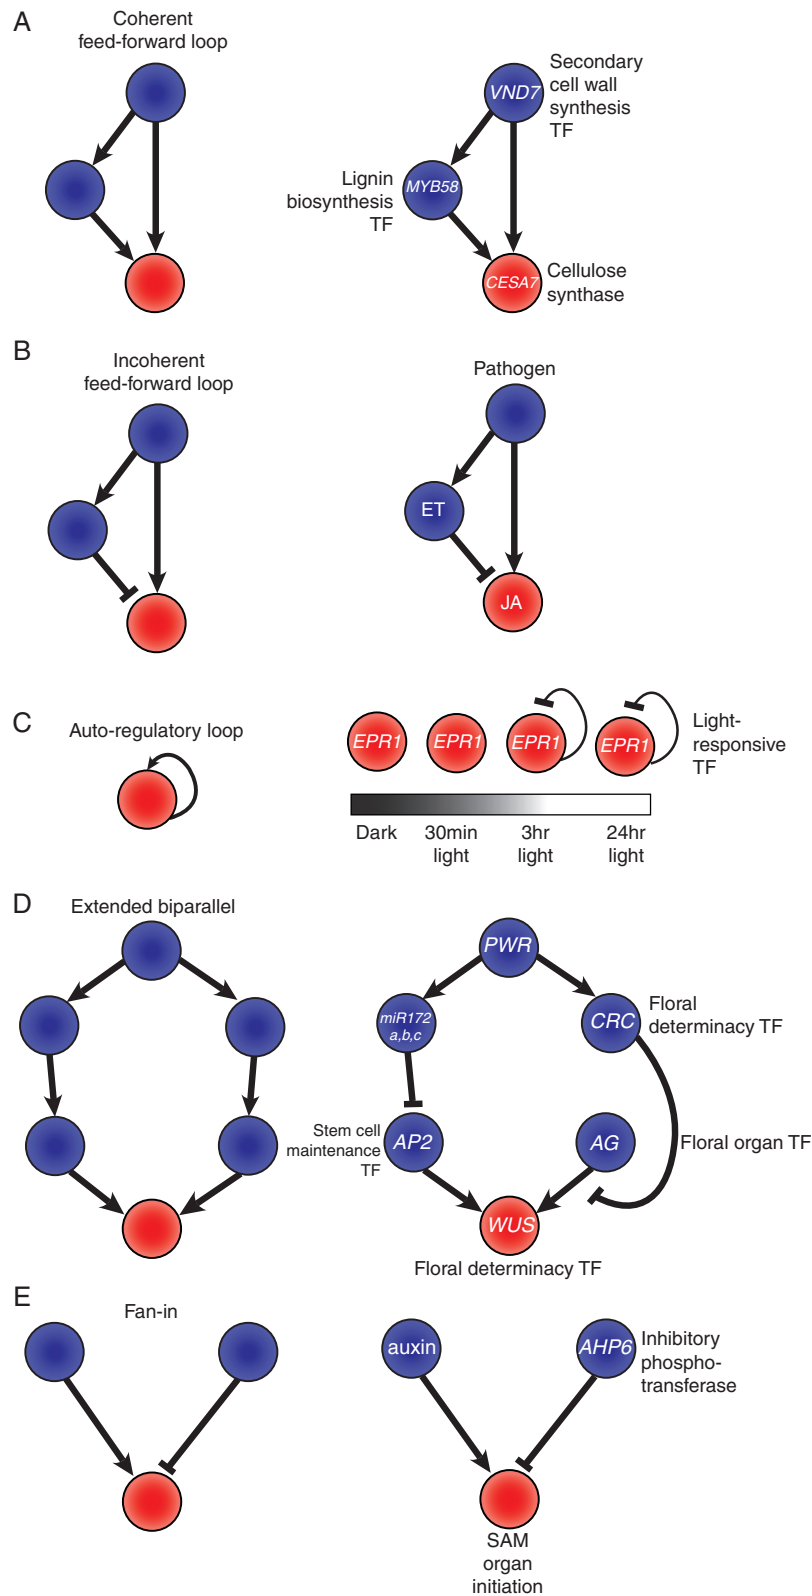 A
Coherent
feed-forward loop
VND7
Secondary
cell wall
synthesis
TF
MYB58
Lignin
biosynthesis
TF
CESA7
Cellulose
synthase
B
Incoherent
feed-forward loop
Pathogen
ET
JA
C
Auto-regulatory loop
EPR1
EPR1
EPR1
EPR1
Light-
responsive
TF
Dark
30min
light
3hr
light
24hr
light
D
Extended biparallel
PWR
miR172
a,b,c
CRC
Floral
determinacy TF
Stem cell
maintenance
TF
AP2
AG
Floral organ TF
WUS
Floral determinacy TF
E
Fan-in
auxin
AHP6
Inhibitory
phospho-
transferase
SAM
organ
initiation